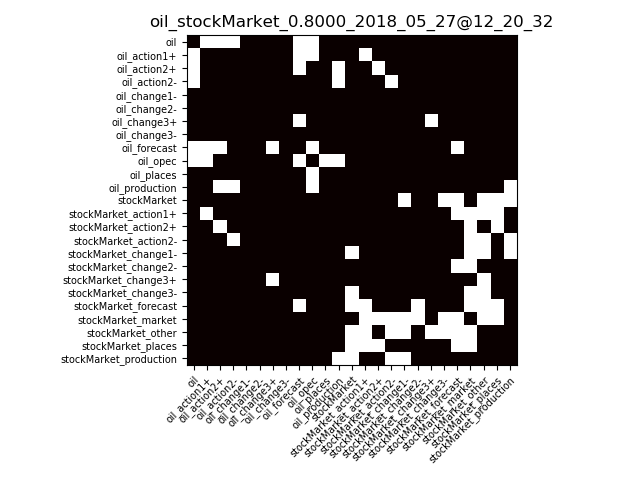 oil_stockMarket_0.8000_2018_05_27@12_20_32
oil
oil_action1+
oil_action2+
oil_action2-
oil_change1-
oil_change2-
oil_change3+
oil_change3-
oil_forecast
oil_opec
oil_places
oil_production
stockMarket
stockMarket_action1+
stockMarket_action2+
stockMarket_action2-
stockMarket_change1-
stockMarket_change2-
stockMarket_change3+
stockMarket_change3-
stockMarket_forecast
stockMarket_market
stockMarket_other
stockMarket_places
stockMarket_production
oil
oil_action1+
oil_action2+
oil_action2-
oil_change1-
oil_change2-
oil_change3+
oil_change3-
oil_forecast
oil_opec
oil_places
oil_production
stockMarket
stockMarket_action1+
stockMarket_action2+
stockMarket_action2-
stockMarket_change1-
stockMarket_change2-
stockMarket_change3+
stockMarket_change3-
stockMarket_forecast
stockMarket_market
stockMarket_other
stockMarket_places
stockMarket_production